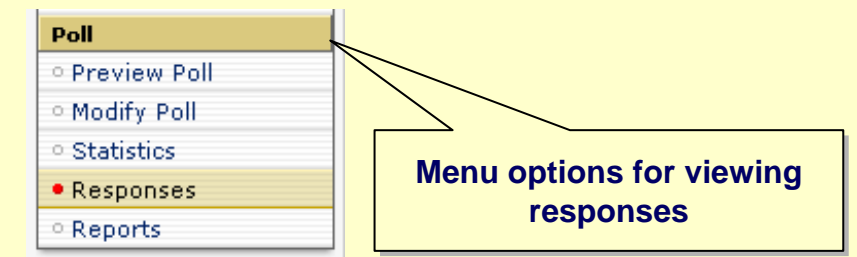 Poll
Preview Poll
Modify Poll
Statistics
Responses
Reports
Menu options for viewing
responses